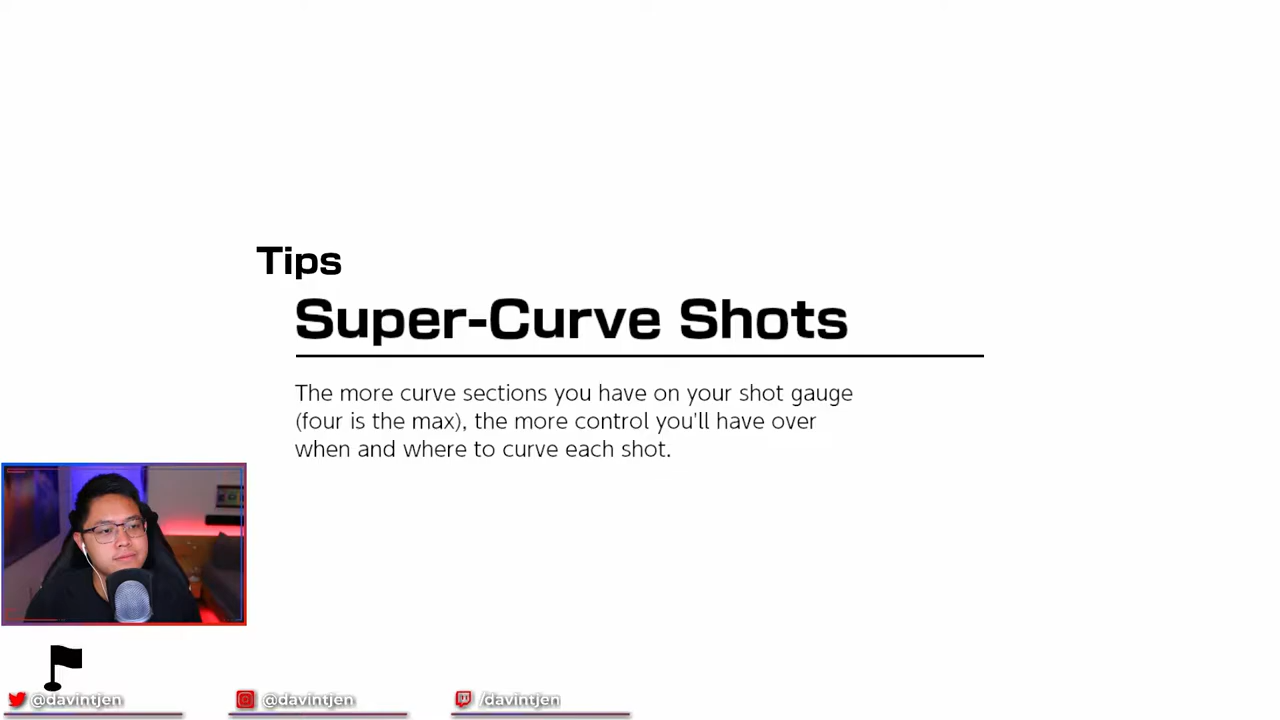 Tips
Super-Curve Shots
The more curve sections you have on your shot gauge
(four is the max), the more control you'll have over
when and where to curve each shot.
@davintjen
@davintjen
/davintjen